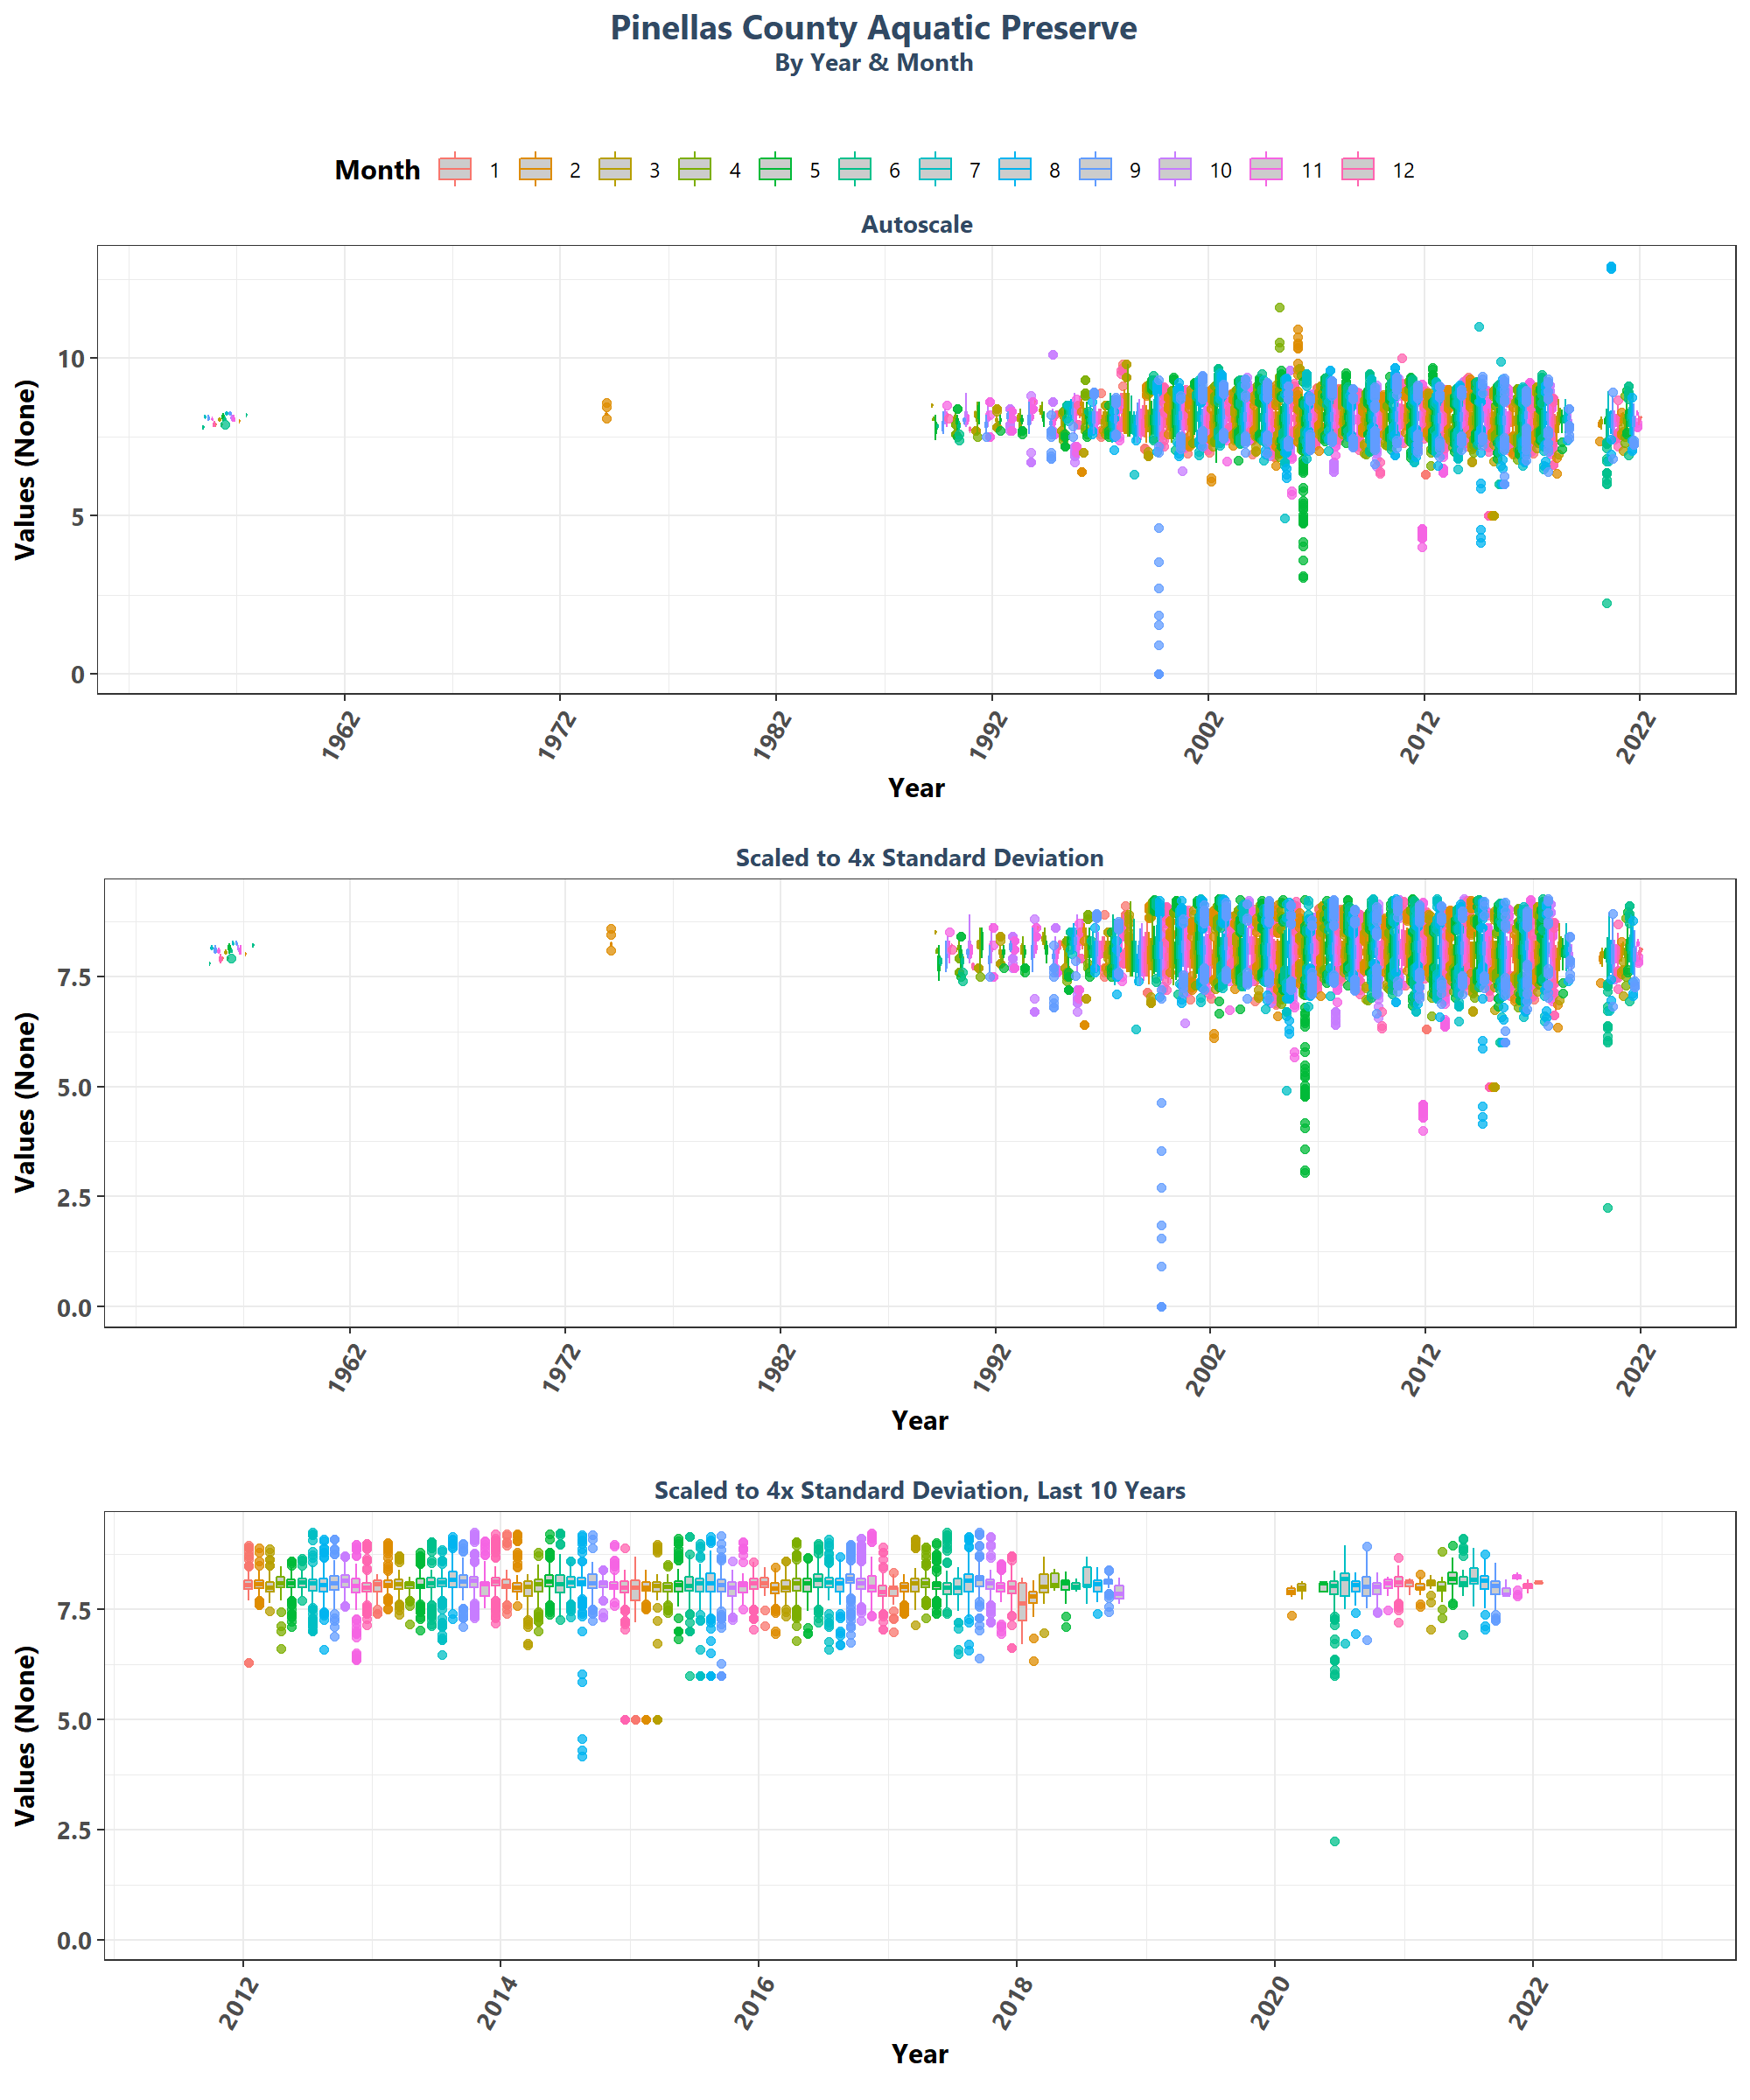 Pinellas County Aquatic Preserve
By Year & Month
Month 1 2 3 4 5 6 7 8 9 10 11 12
Autoscale
Values (None)
10
5
0
1962 1972 1982 1992 2002 2012 2022
Year
Scaled to 4x Standard Deviation
Values (None)
7.5
5.0
2.5
0.0
1962 1972 1982 1992 2002 2012 2022
Year
Scaled to 4x Standard Deviation, Last 10 Years
Values (None)
7.5
5.0
2.5
0.0
2012 2014 2016 2018 2020 2022
Year